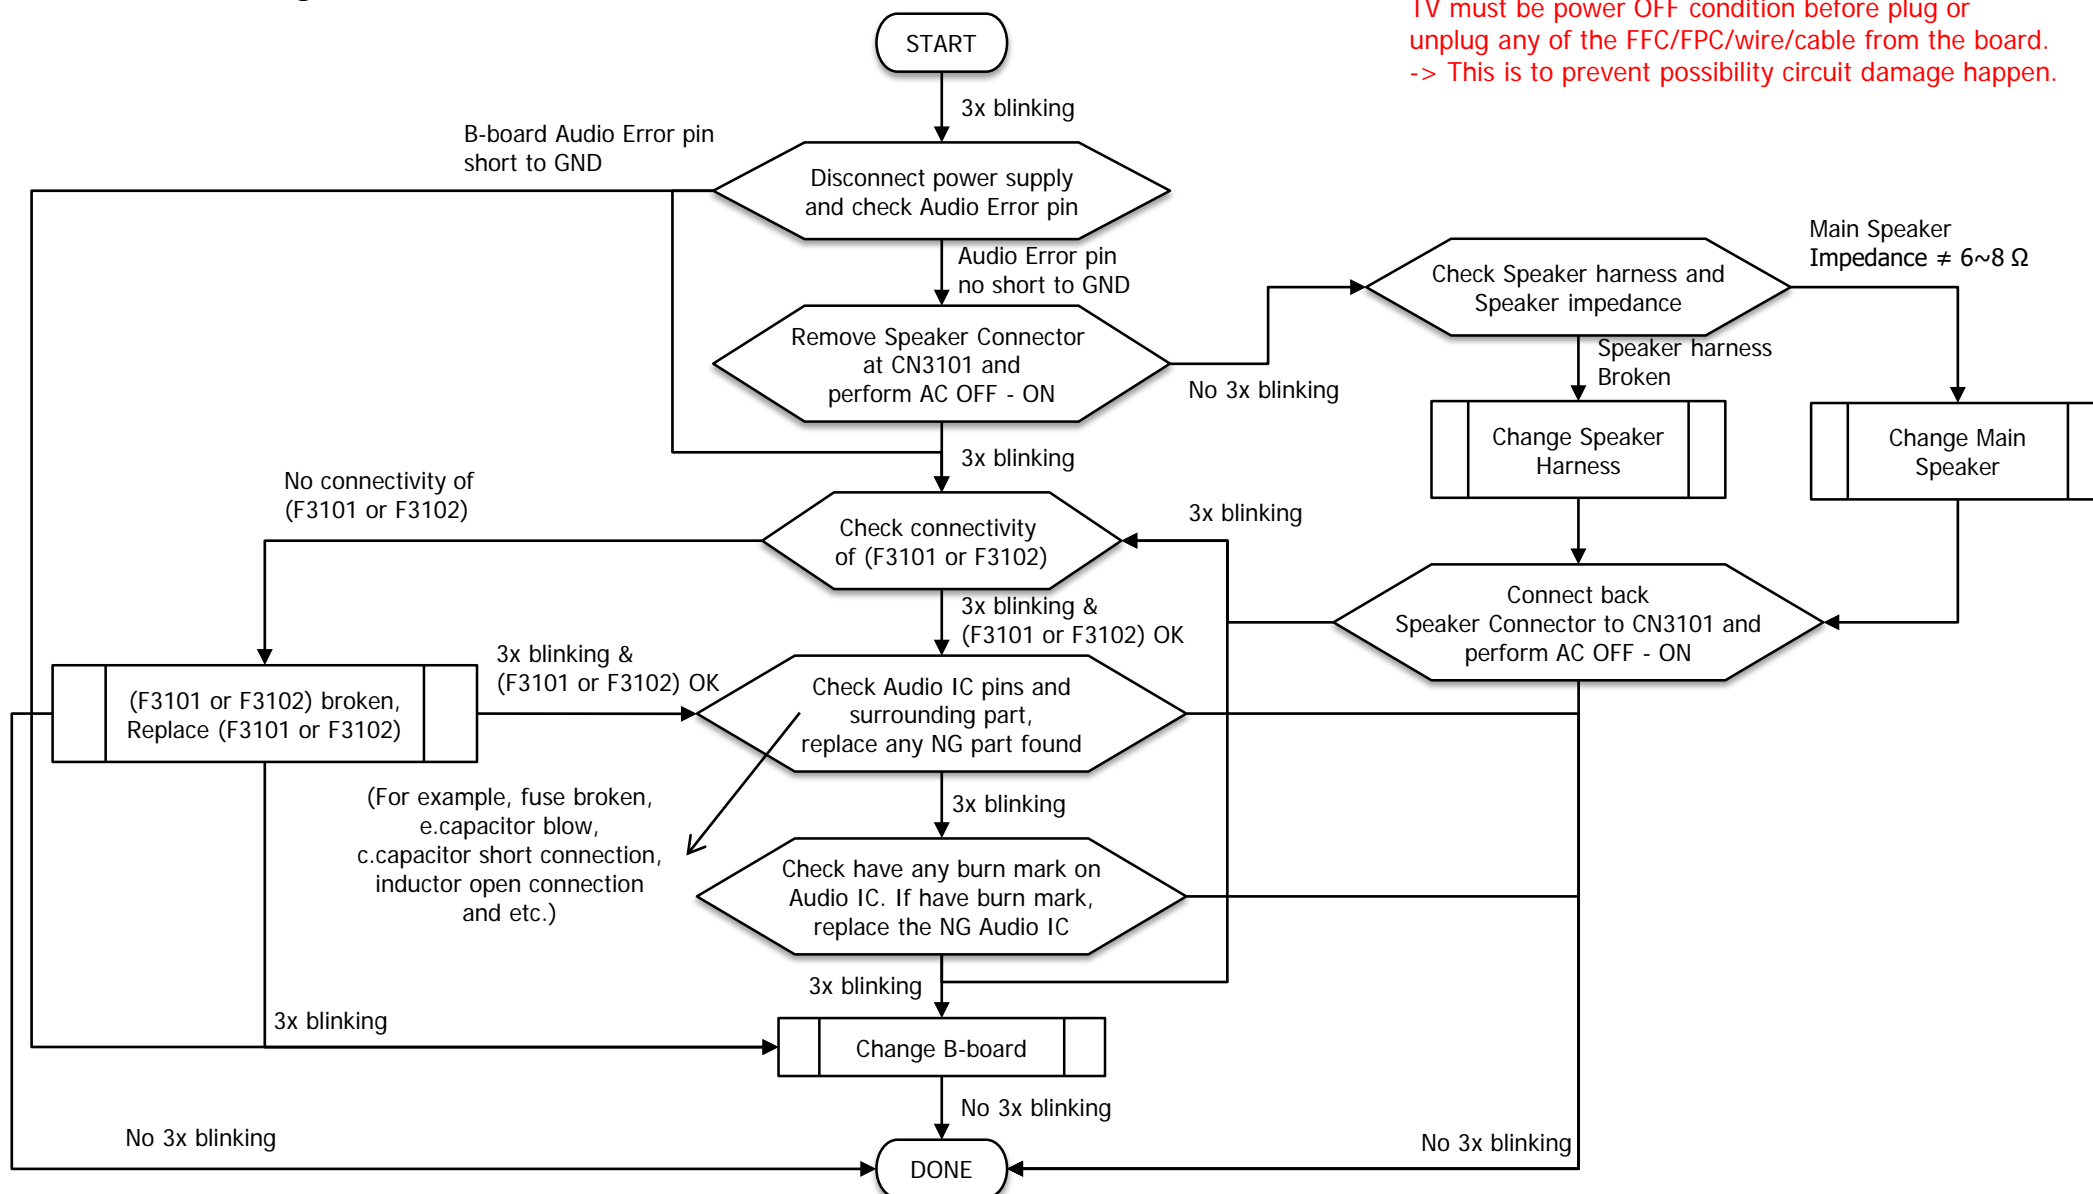 TV must be power OFF condition before plug or
unplug any of the FFC/FPC/wire/cable from the board.
-> This is to prevent possibility circuit damage happen.
START
3x blinking
B-board Audio Error pin
short to GND
Disconnect power supply
and check Audio Error pin
Audio Error pin
no short to GND
Main Speaker
Impedance ≠ 6~8 Ω
Check Speaker harness and
Speaker impedance
Remove Speaker Connector
at CN3101 and
perform AC OFF - ON
No 3x blinking
Speaker harness
Broken
Change Speaker
Harness
Change Main
Speaker
3x blinking
No connectivity of
(F3101 or F3102)
3x blinking
Check connectivity
of (F3101 or F3102)
3x blinking &
(F3101 or F3102) OK
Connect back
Speaker Connector to CN3101 and
perform AC OFF - ON
3x blinking &
(F3101 or F3102) OK
(F3101 or F3102) broken,
Replace (F3101 or F3102)
Check Audio IC pins and
surrounding part,
replace any NG part found
(For example, fuse broken,
e.capacitor blow,
c.capacitor short connection,
inductor open connection
and etc.)
3x blinking
Check have any burn mark on
Audio IC. If have burn mark,
replace the NG Audio IC
3x blinking
3x blinking
Change B-board
No 3x blinking
No 3x blinking
No 3x blinking
DONE